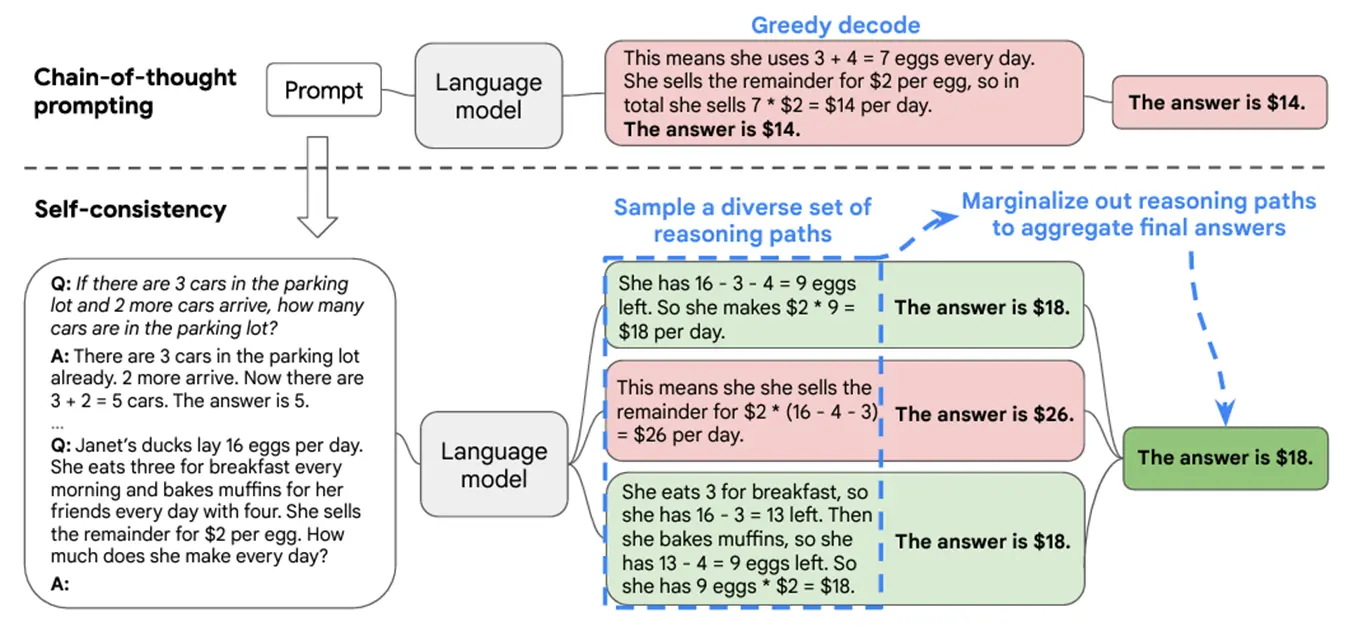 Greedy decode
Chain-of-thought
prompting
Prompt
Language
model
This means she uses 3 + 4 = 7 eggs every day.
She sells the remainder for $2 per egg, so in
total she sells 7 * $2 = $14 per day.
The answer is $14.
The answer is $14.
Self-consistency
Sample a diverse set of
reasoning paths
Marginalize out reasoning paths
to aggregate final answers
Q: If there are 3 cars in the parking
lot and 2 more cars arrive, how many
cars are in the parking lot?
A: There are 3 cars in the parking lot
already. 2 more arrive. Now there are
3 + 2 = 5 cars. The answer is 5.
...
Q: Janet's ducks lay 16 eggs per day.
She eats three for breakfast every
morning and bakes muffins for her
friends every day with four. She sells
the remainder for $2 per egg. How
much does she make every day?
A:
Language
model
She has 16 - 3 - 4 = 9 eggs
left. So she makes $2 * 9 =
$18 per day.
The answer is $18.
This means she she sells the
remainder for $2 * (16 - 4 - 3)
= $26 per day.
The answer is $26.
She eats 3 for breakfast, so
she has 16 - 3 = 13 left. Then
she bakes muffins, so she
has 13 - 4 = 9 eggs left. So
she has 9 eggs * $2 = $18.
The answer is $18.
The answer is $18.